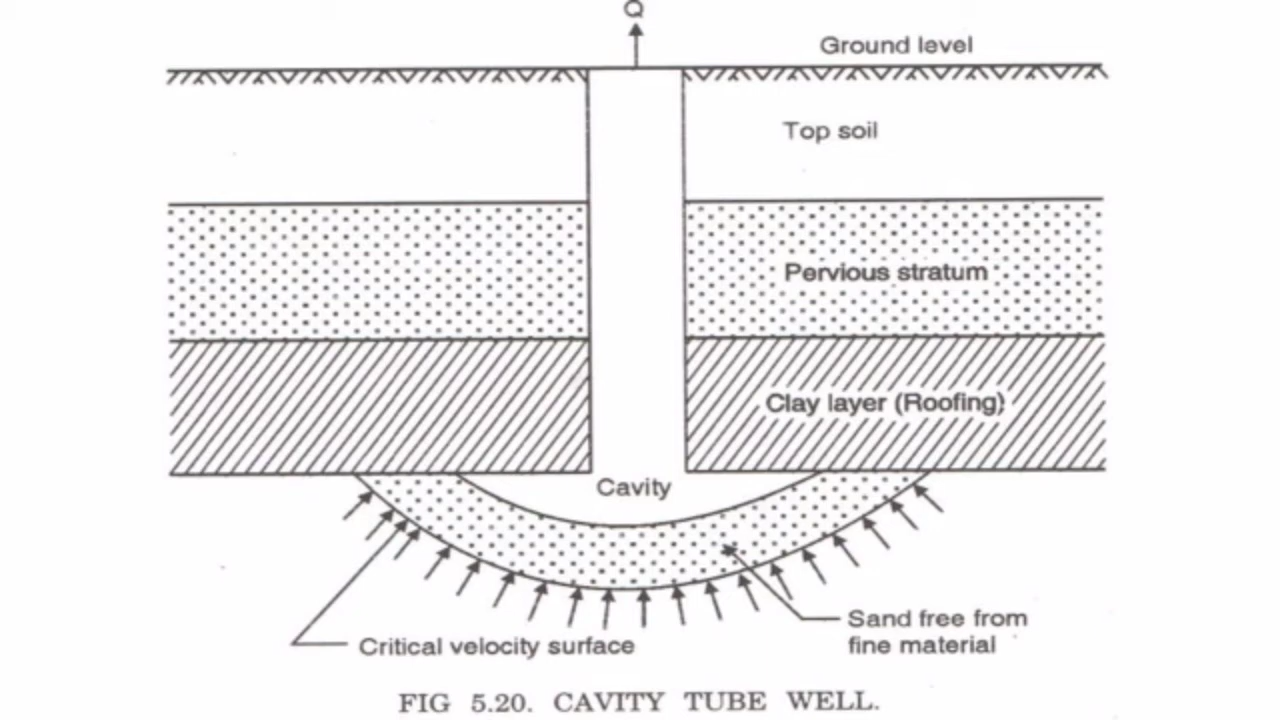 Q
Ground level
Top soil
Pervious stratum
Clay layer (Roofing)
Cavity
Sand free from
fine material
Critical velocity surface
FIG 5.20. CAVITY TUBE WELL.